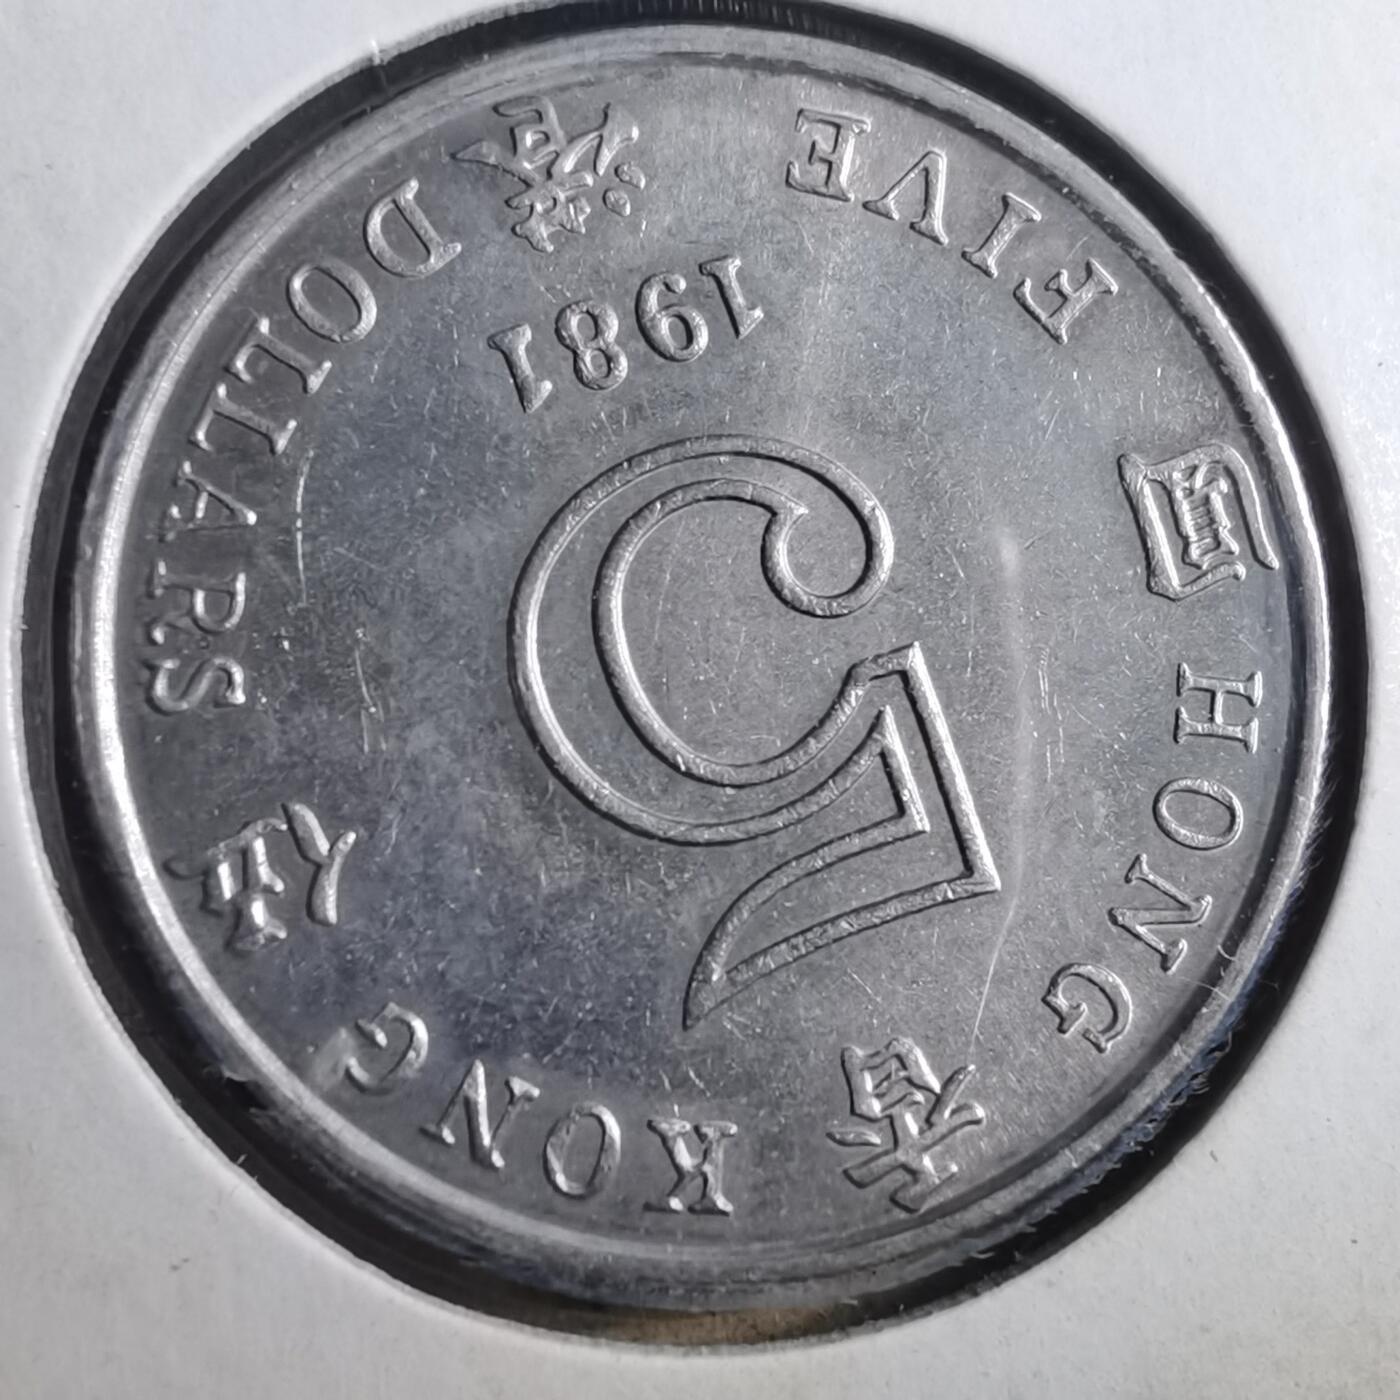 HONG KONG
香港伍圓
5
1981
FIVE DOLLARS